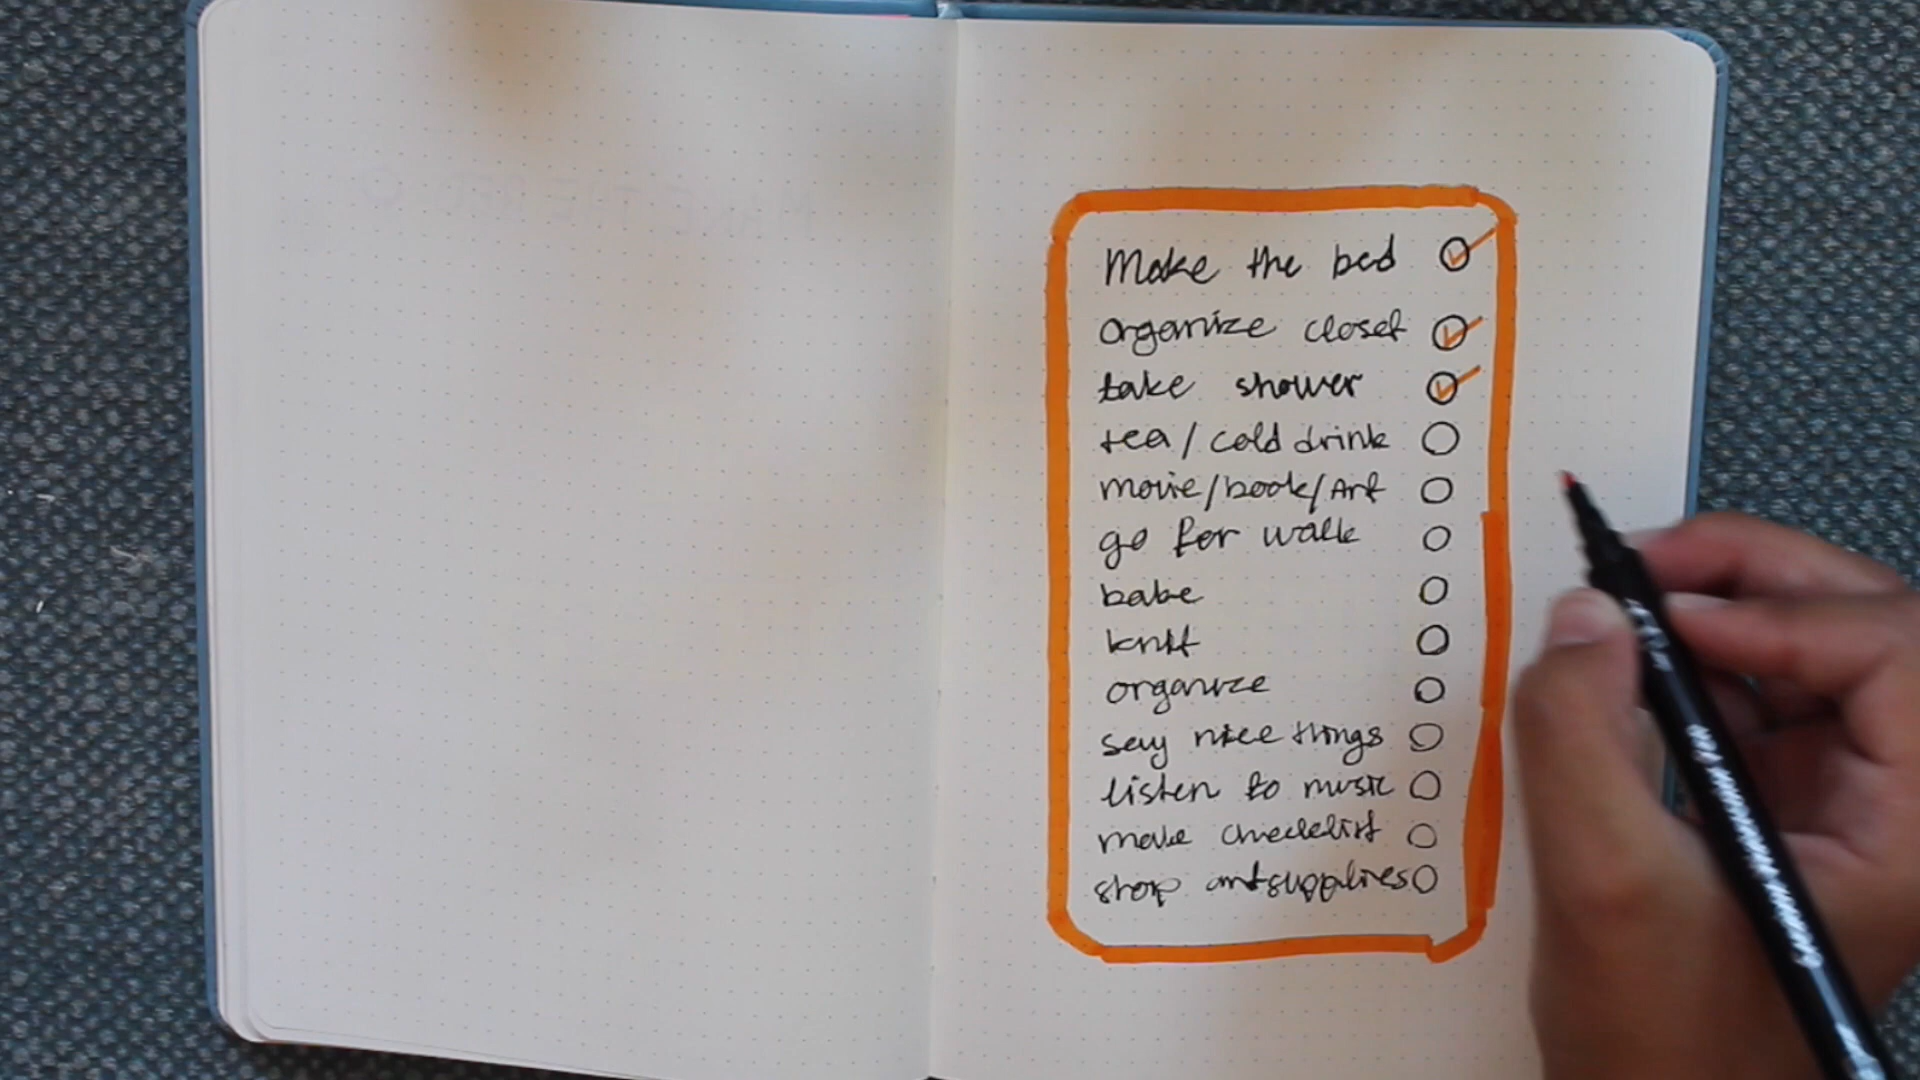 Make the bed
organize closet
take shower
tea / cold drink
movie/book/Art
go for walk
bake
knit
organize
say nice things
listen to music
make checklist
shop art supplies